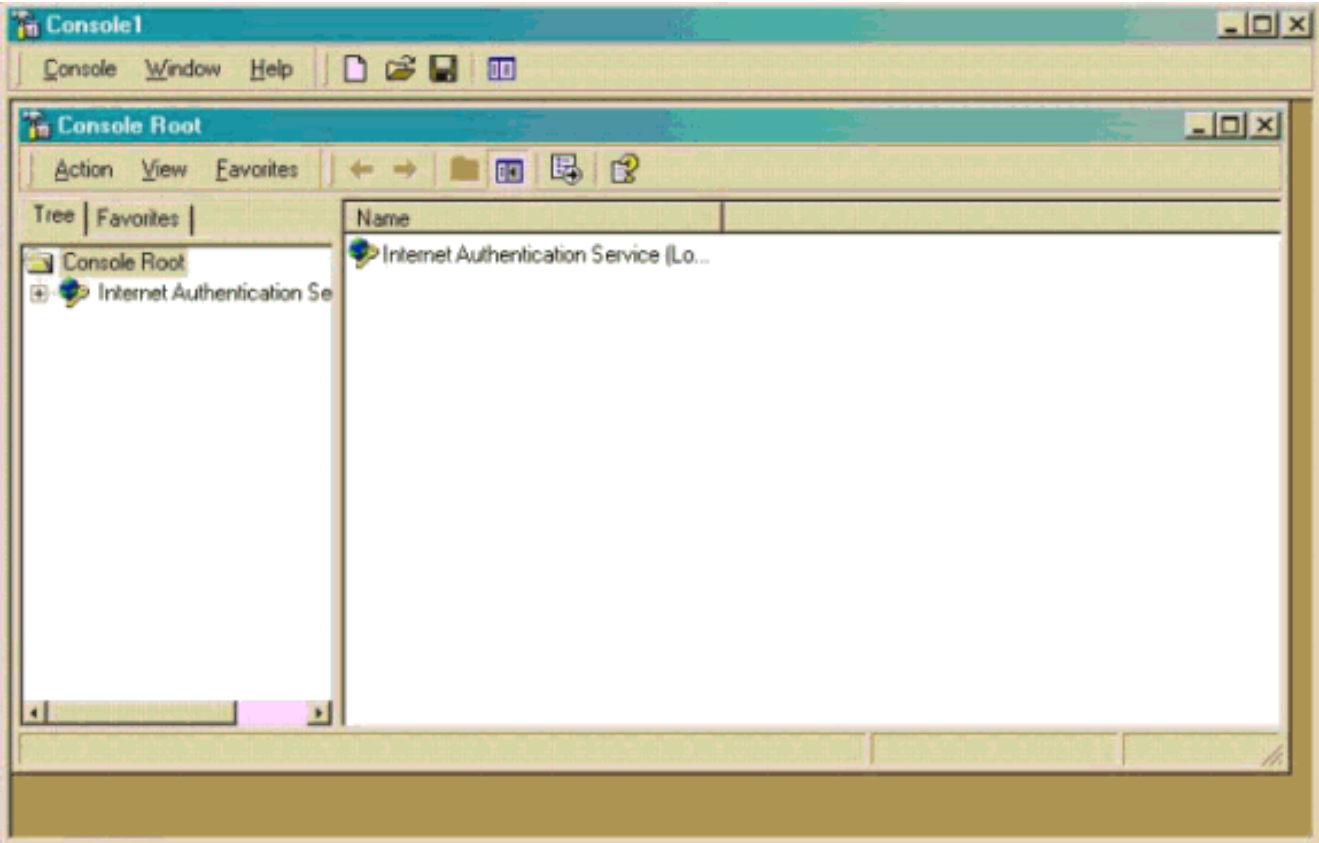 Console1
Console Window Help
Console Root
Action View Favorites
Tree Favorites Name
Console Root Internet Authentication Service (Lo...
Internet Authentication Se